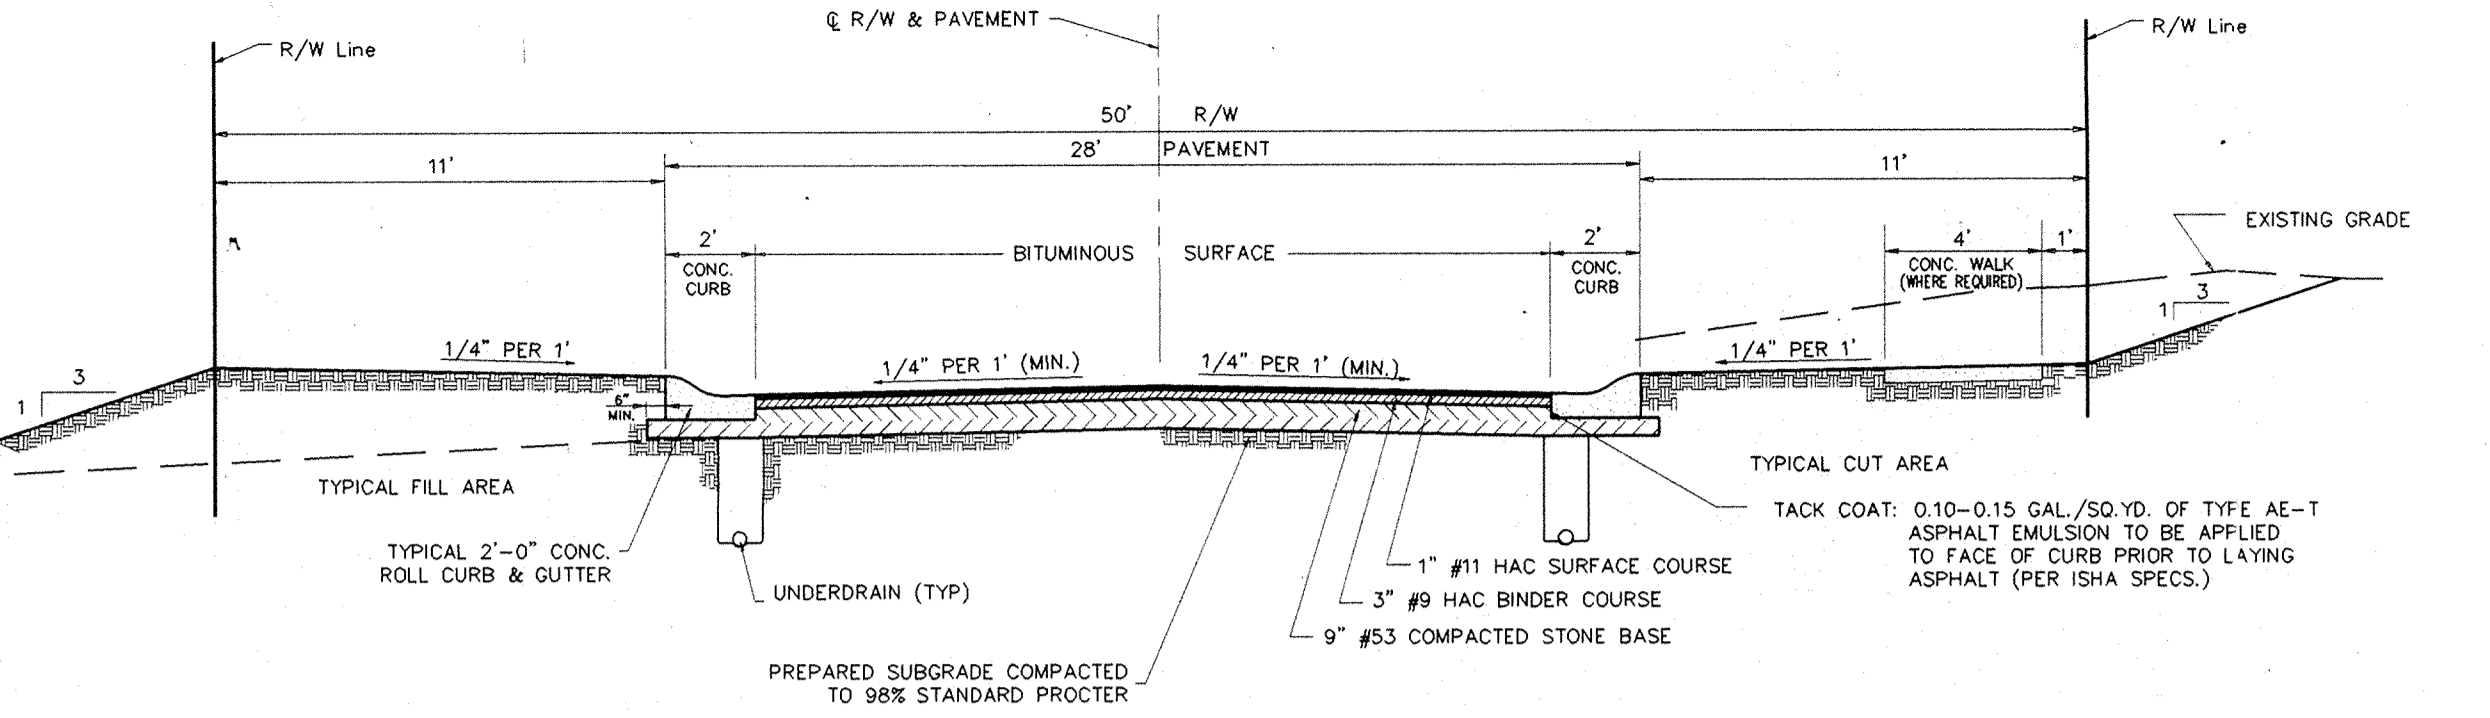 ℄ R/W & PAVEMENT
R/W Line
R/W Line
50' R/W
28' PAVEMENT
11'
11'
EXISTING GRADE
2'
CONC.
CURB
BITUMINOUS SURFACE
2'
CONC.
CURB
4'
CONC. WALK
(WHERE REQUIRED)
1'
3
1
1/4" PER 1'
1/4" PER 1' (MIN.)
1/4" PER 1' (MIN.)
1/4" PER 1'
3
1
6"
MIN.
TYPICAL FILL AREA
TYPICAL CUT AREA
TACK COAT: 0.10-0.15 GAL./SQ.YD. OF TYPE AE-T
ASPHALT EMULSION TO BE APPLIED
TO FACE OF CURB PRIOR TO LAYING
ASPHALT (PER ISHA SPECS.)
TYPICAL 2'-0" CONC.
ROLL CURB & GUTTER
UNDERDRAIN (TYP)
1" #11 HAC SURFACE COURSE
3" #9 HAC BINDER COURSE
9" #53 COMPACTED STONE BASE
PREPARED SUBGRADE COMPACTED
TO 98% STANDARD PROCTER